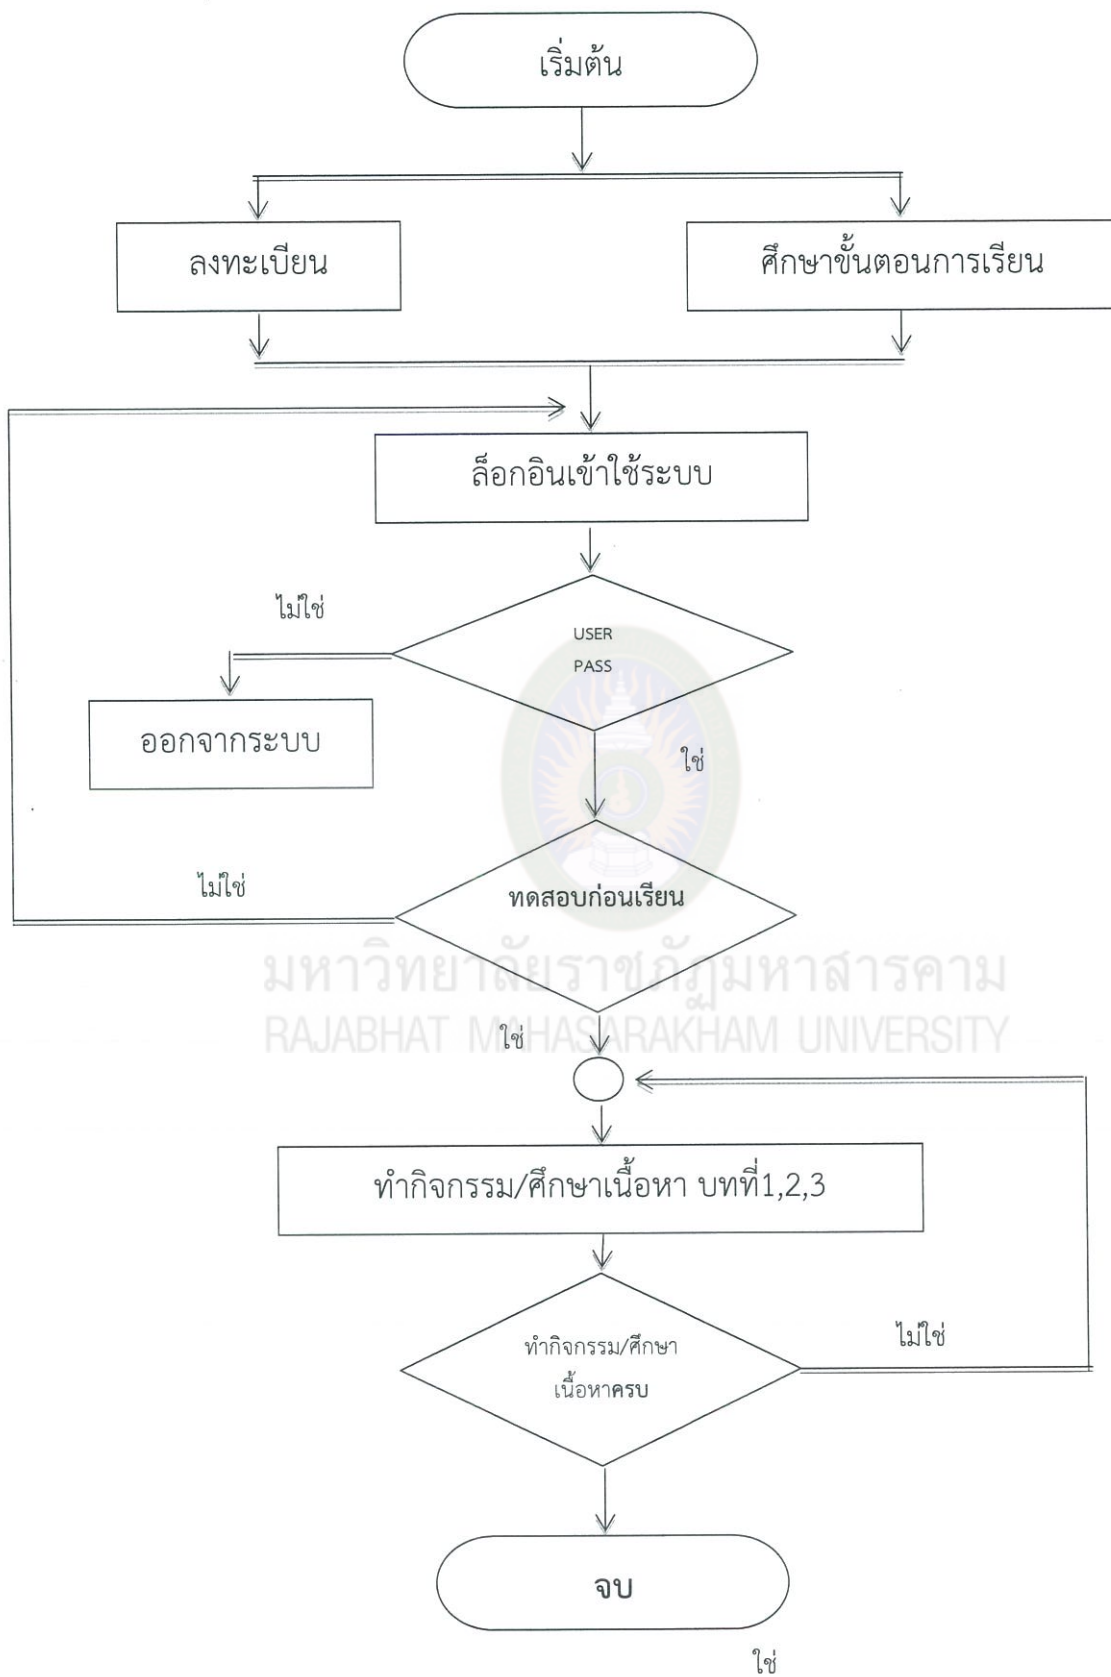 เริ่มต้น
ลงทะเบียน
ศึกษาขั้นตอนการเรียน
ล็อกอินเข้าใช้ระบบ
ไม่ใช่
USER
PASS
ออกจากระบบ
ใช่
ไม่ใช่
ทดสอบก่อนเรียน
มหาวิทยาลัยราชภัฏมหาสารคาม
RAJABHAT MAHASARAKHAM UNIVERSITY
ใช่
ทำกิจกรรม/ศึกษาเนื้อหา บทที่1,2,3
ทำกิจกรรม/ศึกษา
เนื้อหาครบ
ไม่ใช่
จบ
ใช่